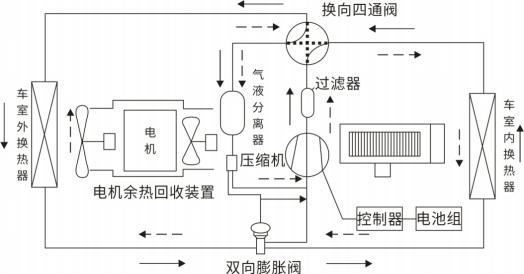 换向四通阀
气液分离器
过滤器
车室外换热器
车室内换热器
电机
压缩机
电机余热回收装置
控制器
电池组
双向膨胀阀